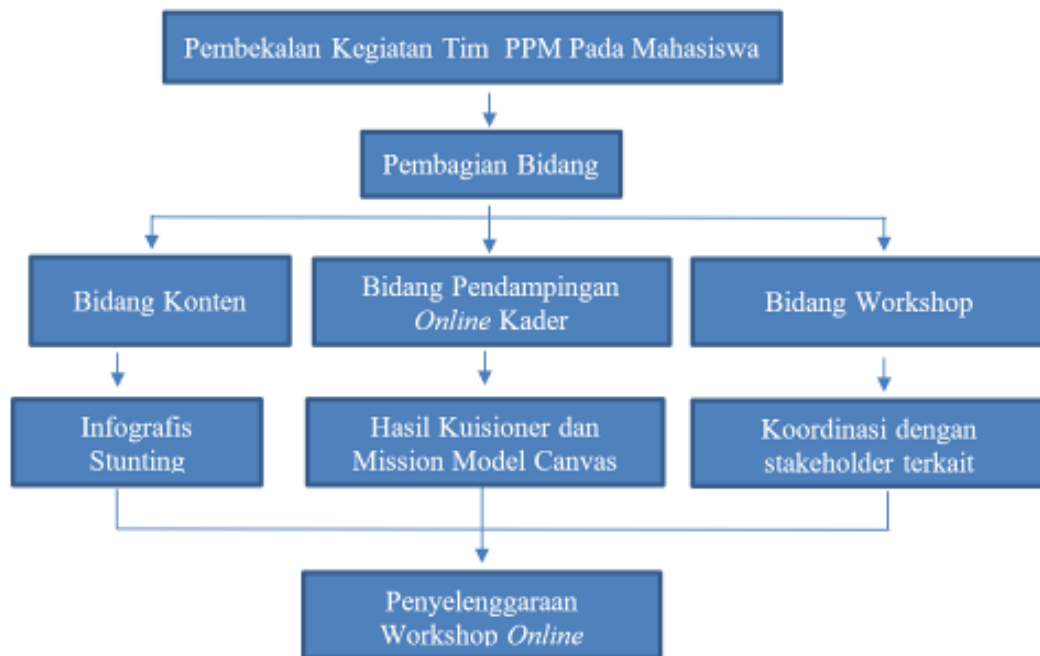 Pembekalan Kegiatan Tim PPM Pada Mahasiswa
Pembagian Bidang
Bidang Konten
Bidang Pendampingan
Online Kader
Bidang Workshop
Infografis
Stunting
Hasil Kuisioner dan
Mission Model Canvas
Koordinasi dengan
stakeholder terkait
Penyelenggaraan
Workshop Online